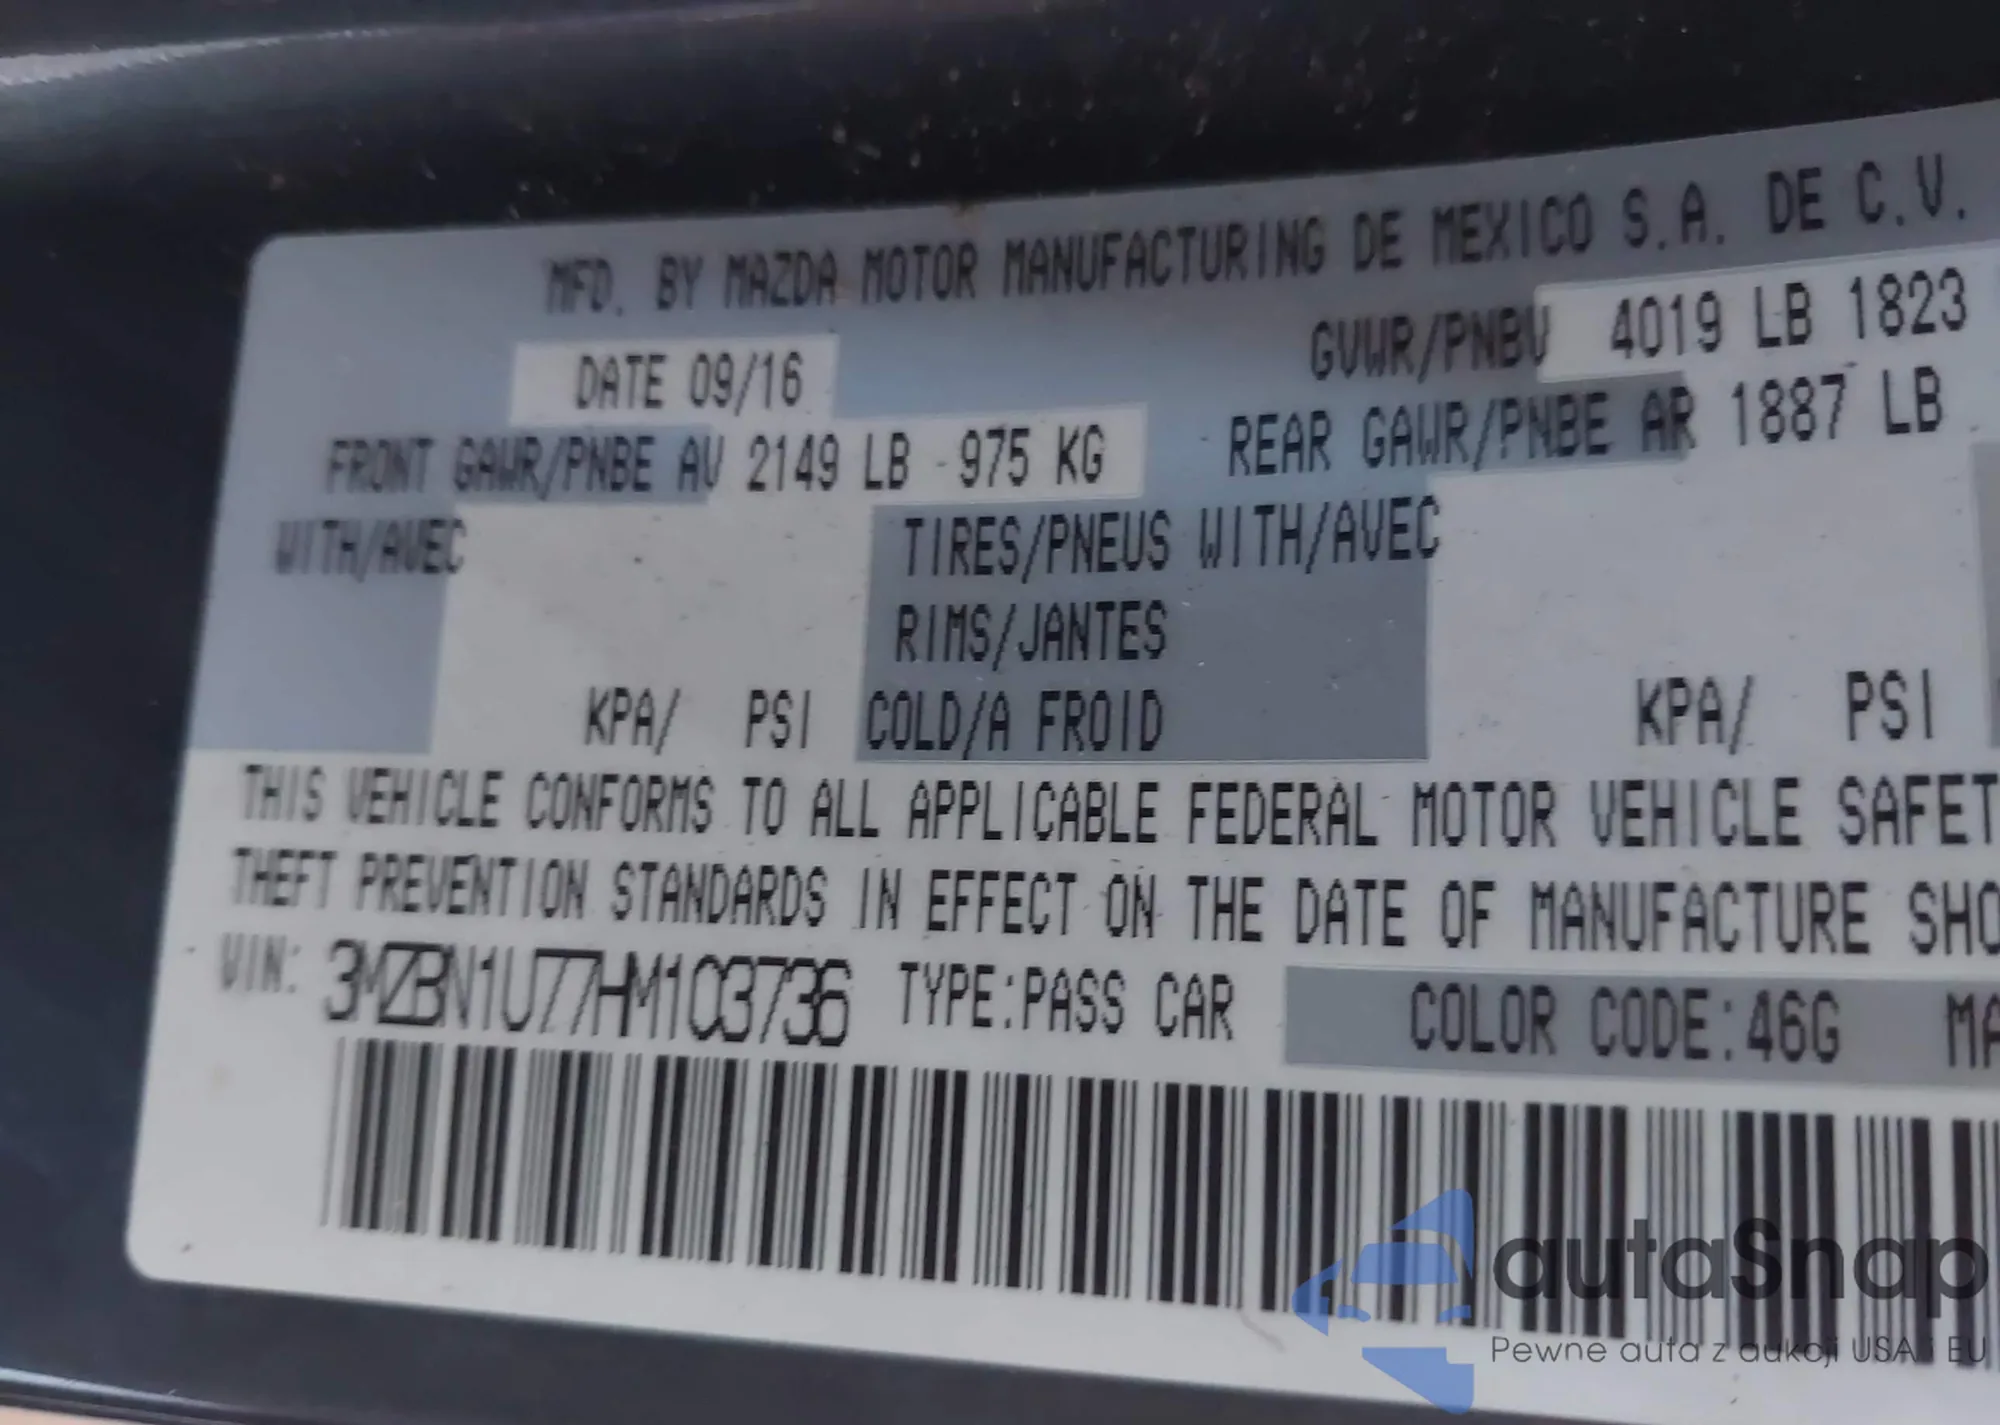 MFD. BY MAZDA MOTOR MANUFACTURING DE MEXICO S.A. DE C.V.
DATE 09/16 GVWR/PNBV 4019 LB 1823
FRONT GAWR/PNBE AV 2149 LB 975 KG REAR GAWR/PNBE AR 1887 LB
WITH/AVEC TIRES/PNEUS WITH/AVEC
RIMS/JANTES
KPA/ PSI COLD/A FROID KPA/ PSI
THIS VEHICLE CONFORMS TO ALL APPLICABLE FEDERAL MOTOR VEHICLE SAFET
THEFT PREVENTION STANDARDS IN EFFECT ON THE DATE OF MANUFACTURE SHO
VIN: 3MZBN1U77HM103736 TYPE:PASS CAR COLOR CODE:46G MA
autaSnap
Pewne auta z aukcji USA i EU